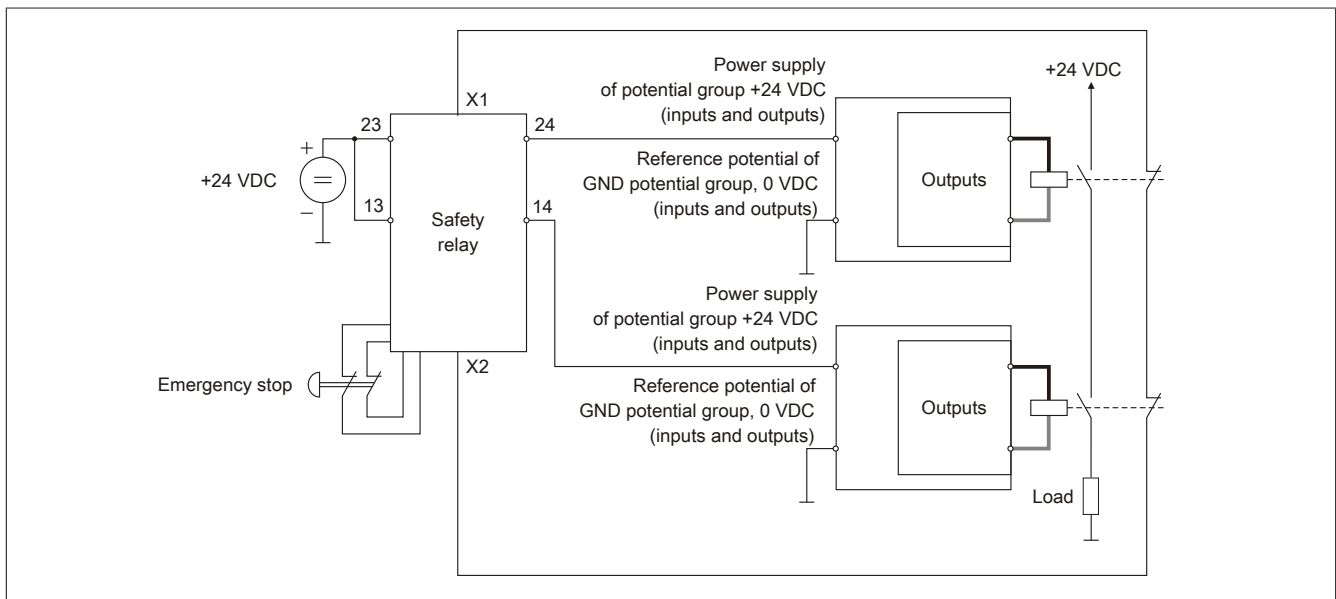 Power supply
of potential group +24 VDC
(inputs and outputs)
+24 VDC
X1
23
24
Reference potential of
GND potential group, 0 VDC
(inputs and outputs)
Outputs
+
+24 VDC
=
−
13
14
Safety
relay
Power supply
of potential group +24 VDC
(inputs and outputs)
X2
Emergency stop
Reference potential of
GND potential group, 0 VDC
(inputs and outputs)
Outputs
Load